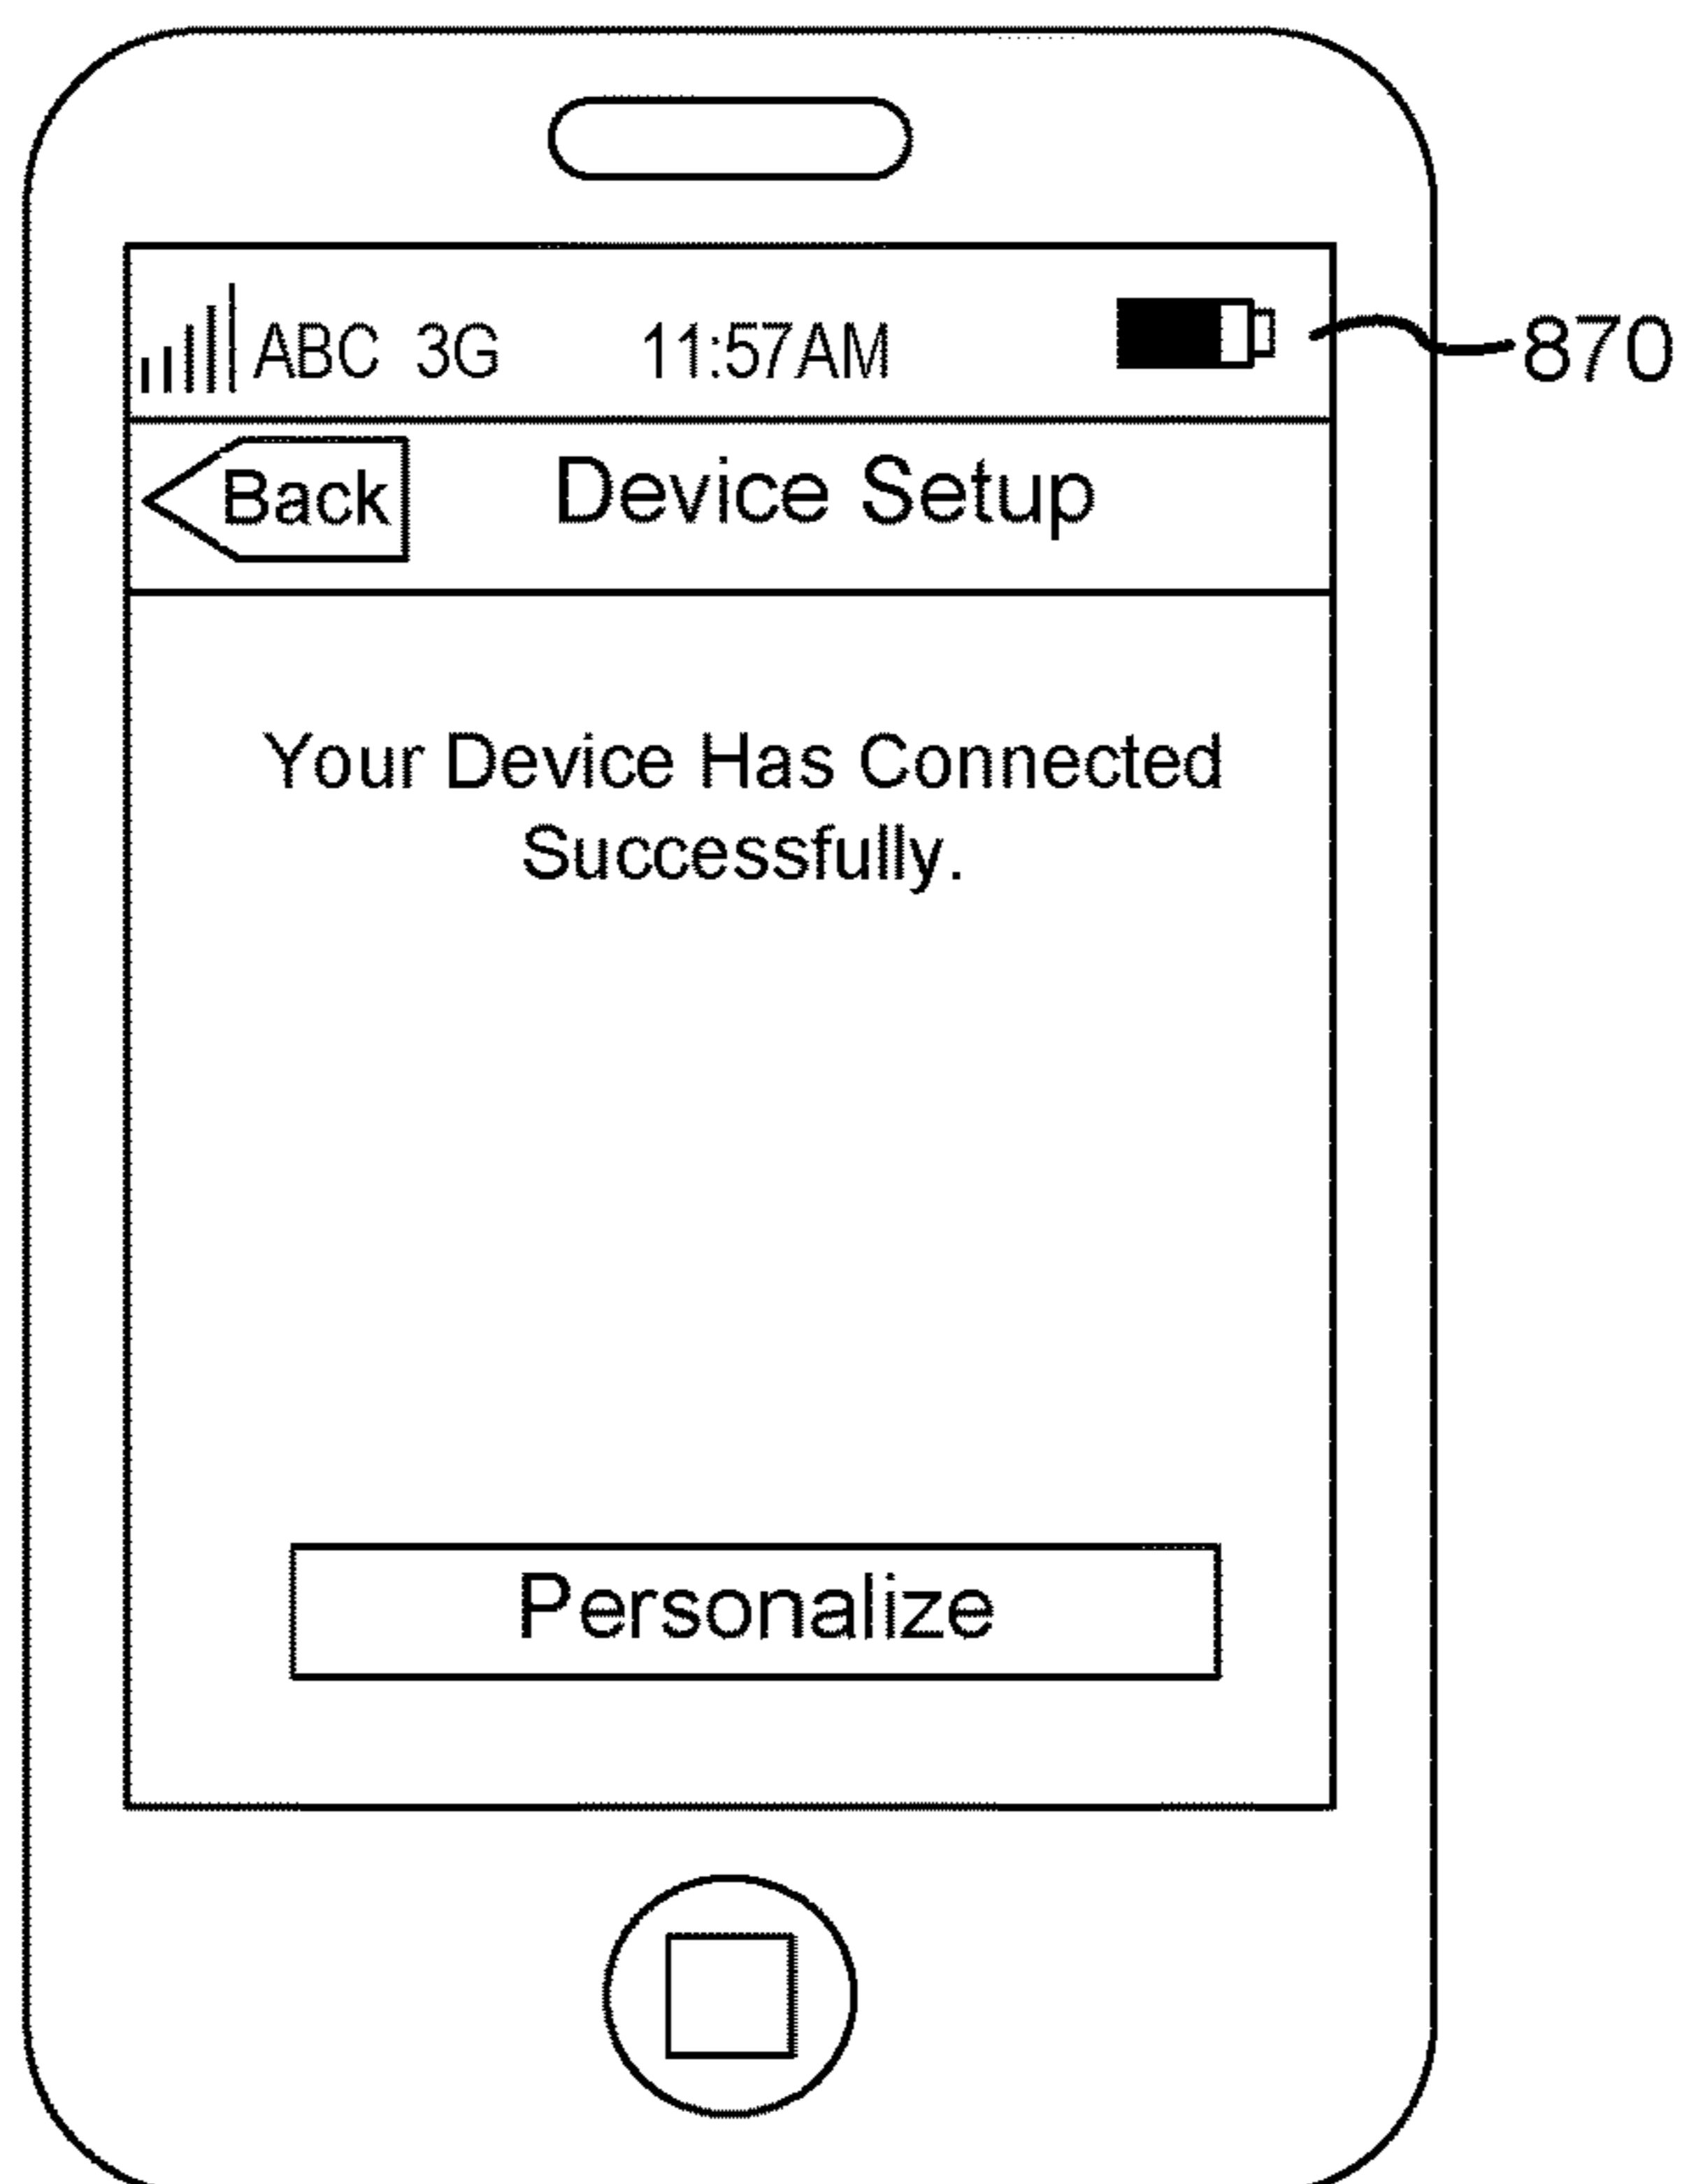 ABC 3G 11:57AM
870
Back Device Setup
Your Device Has Connected
Successfully.
Personalize